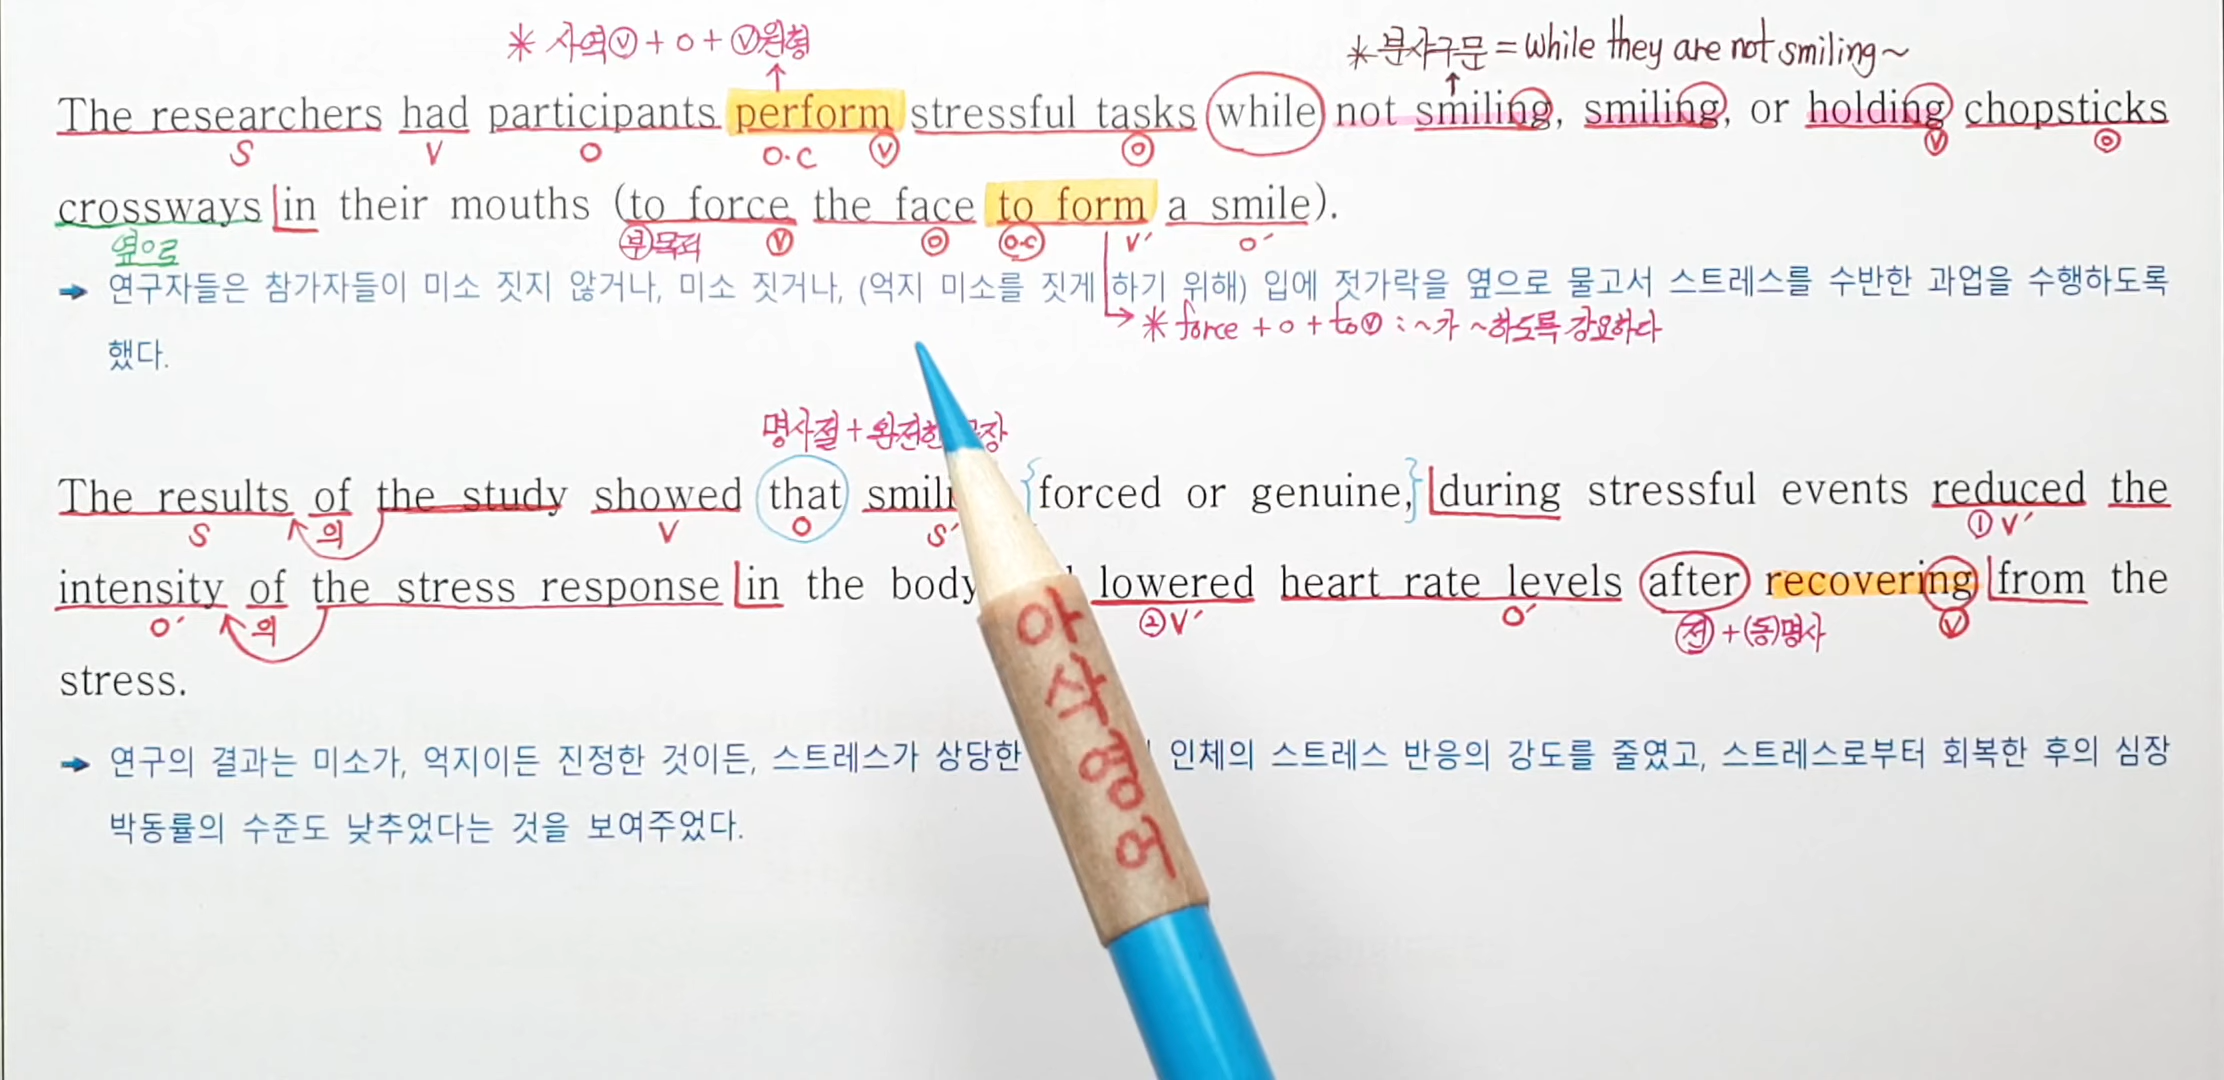 * 사역ⓥ + o + ⓥ원형
* 분사구문 = while they are not smiling~
The researchers had participants perform stressful tasks while not smiling, smiling, or holding chopsticks
S V O O·C ⓥ ⓞ ⓥ ⓞ
crossways in their mouths (to force the face to form a smile).
옆으로 부 목적 ⓥ ⓞ O·C V′ O′
➡ 연구자들은 참가자들이 미소 짓지 않거나, 미소 짓거나, (억지 미소를 짓게 하기 위해) 입에 젓가락을 옆으로 물고서 스트레스를 수반한 과업을 수행하도록
* force + o + to ⓥ : ~가 ~하도록 강요하다
했다.
명사절 + 완전한 장
The results of the study showed that {forced or genuine,} during stressful events reduced the
S 의 V O S′ ① V′
intensity of the stress response in the body lowered heart rate levels after recovering from the
O′ 의 ② V′ O′ 전 + (동)명사 ⓥ
stress.
➡ 연구의 결과는 미소가, 억지이든 진정한 것이든, 스트레스가 상당한 인체의 스트레스 반응의 강도를 줄였고, 스트레스로부터 회복한 후의 심장
박동률의 수준도 낮추었다는 것을 보여주었다.
아삭영어